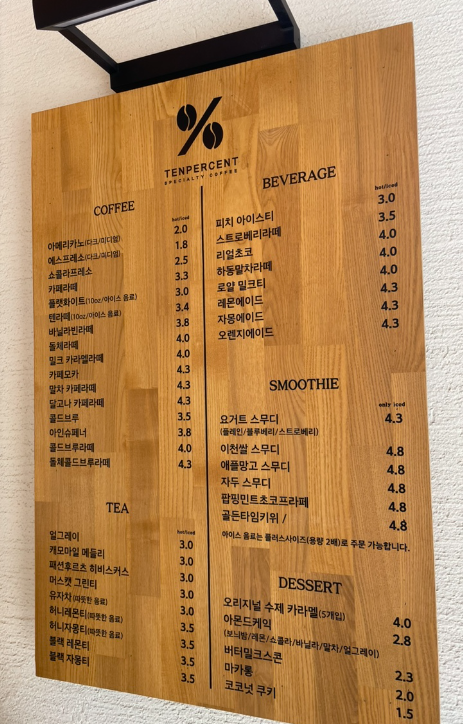 %
TENPERCENT
SPECIALTY COFFEE
COFFEE
hot/iced
아메리카노(다크/미디엄) 2.0
에스프레소(다크/미디엄) 1.8
쇼콜라프레소 2.5
카페라떼 3.3
플랫화이트(10oz/아이스 음료) 3.0
텐라떼(10oz/아이스 음료) 3.4
바닐라빈라떼 3.8
돌체라떼 4.0
밀크 카라멜라떼 4.0
카페모카 4.3
말차 카페라떼 4.3
달고나 카페라떼 4.3
콜드브루 3.5
아인슈페너 3.8
콜드브루라떼 4.0
돌체콜드브루라떼 4.3
TEA
hot/iced
얼그레이 3.0
캐모마일 메들리 3.0
패션후르츠 히비스커스 3.0
머스캣 그린티 3.0
유자차(따뜻한 음료) 3.0
허니레몬티(따뜻한 음료) 3.5
허니자몽티(따뜻한 음료) 3.5
블랙 레몬티 3.5
블랙 자몽티 3.5
BEVERAGE
hot/iced
피치 아이스티 3.0
스트로베리라떼 3.5
리얼초코 4.0
하동말차라떼 4.0
로얄 밀크티 4.0
레몬에이드 4.3
자몽에이드 4.3
오렌지에이드 4.3
SMOOTHIE
only iced
요거트 스무디 4.3
(플레인/블루베리/스트로베리)
이천쌀 스무디 4.8
애플망고 스무디 4.8
자두 스무디 4.8
팝핑민트초코프라페 4.8
골든타임키위 / 4.8
아이스 음료는 플러스사이즈(용량 2배)로 주문 가능합니다.
DESSERT
오리지널 수제 카라멜(5개입) 4.0
아몬드케익 2.8
(보늬밤/레몬/쇼콜라/바닐라/말차/얼그레이)
버터밀크스콘 2.3
마카롱 2.0
코코넛 쿠키 1.5